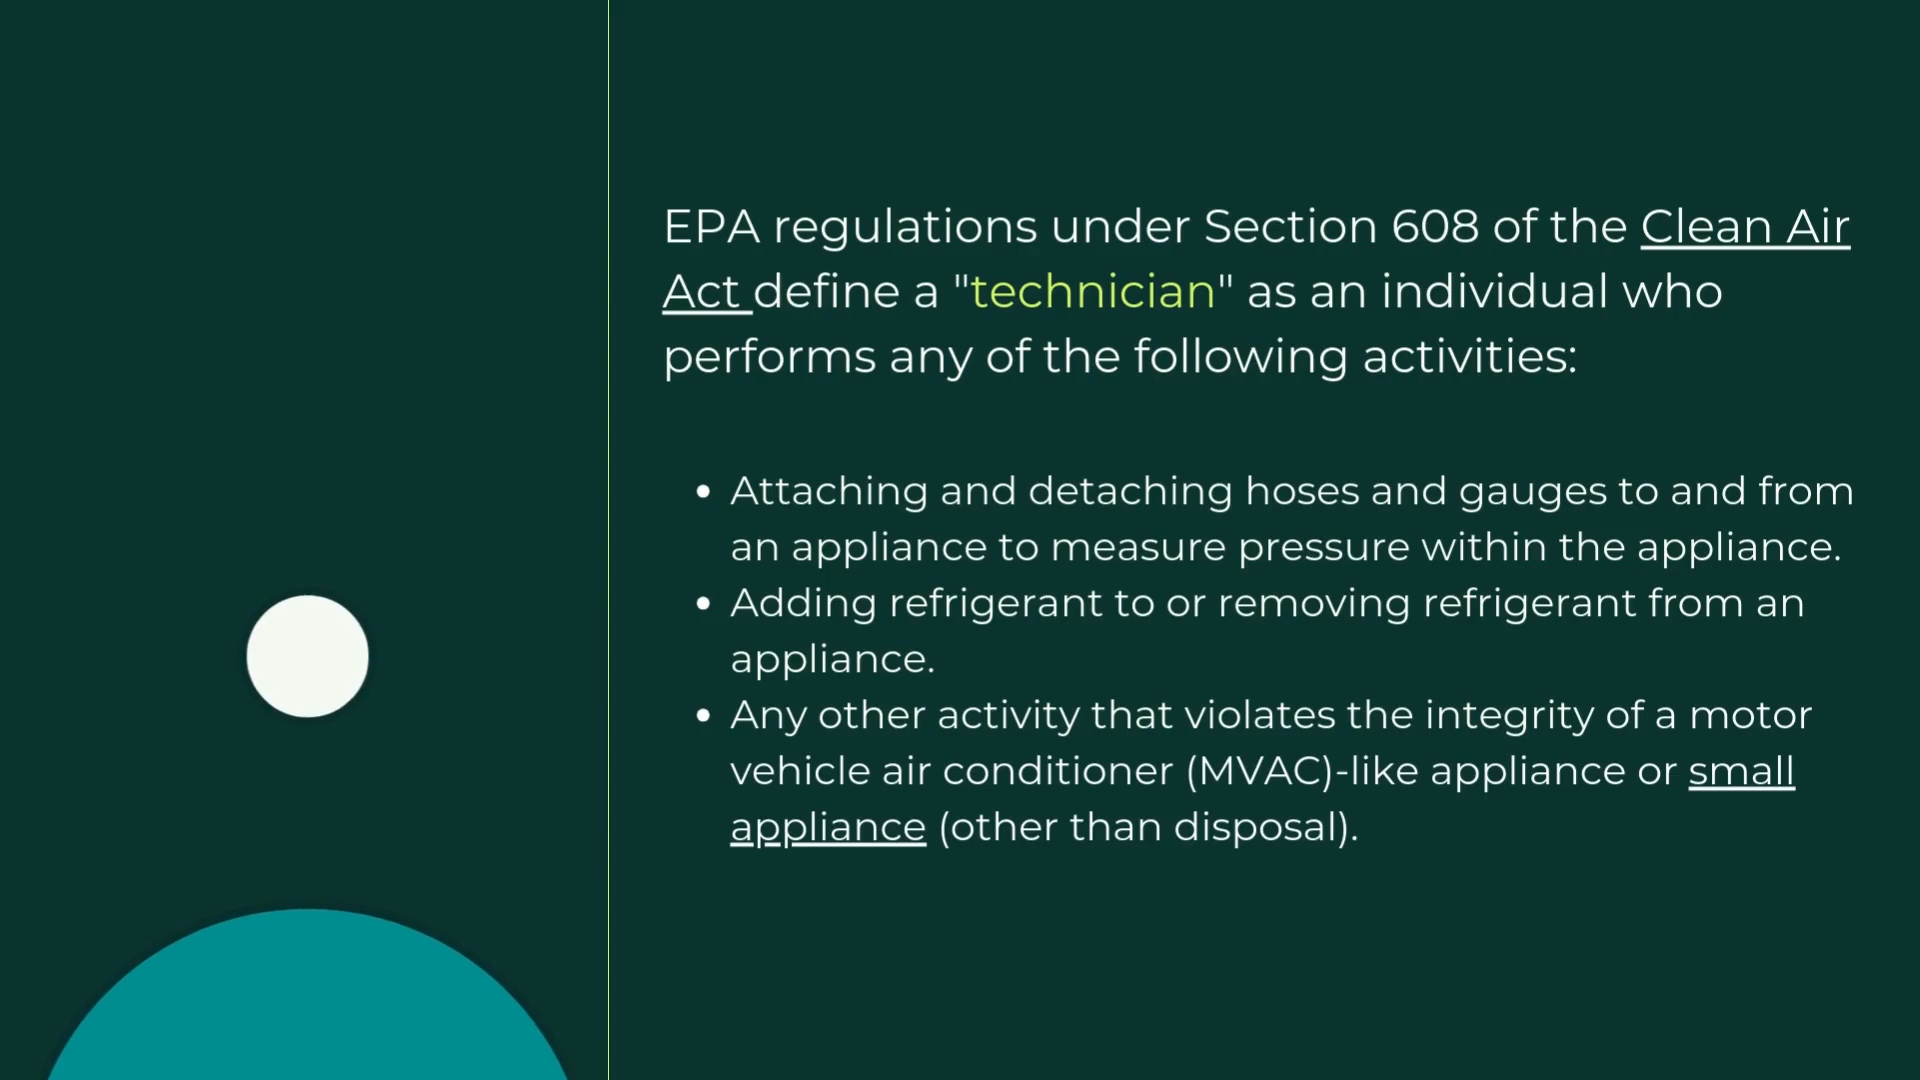 EPA regulations under Section 608 of the Clean Air
Act define a "technician" as an individual who
performs any of the following activities:
• Attaching and detaching hoses and gauges to and from
an appliance to measure pressure within the appliance.
• Adding refrigerant to or removing refrigerant from an
appliance.
• Any other activity that violates the integrity of a motor
vehicle air conditioner (MVAC)-like appliance or small
appliance (other than disposal).